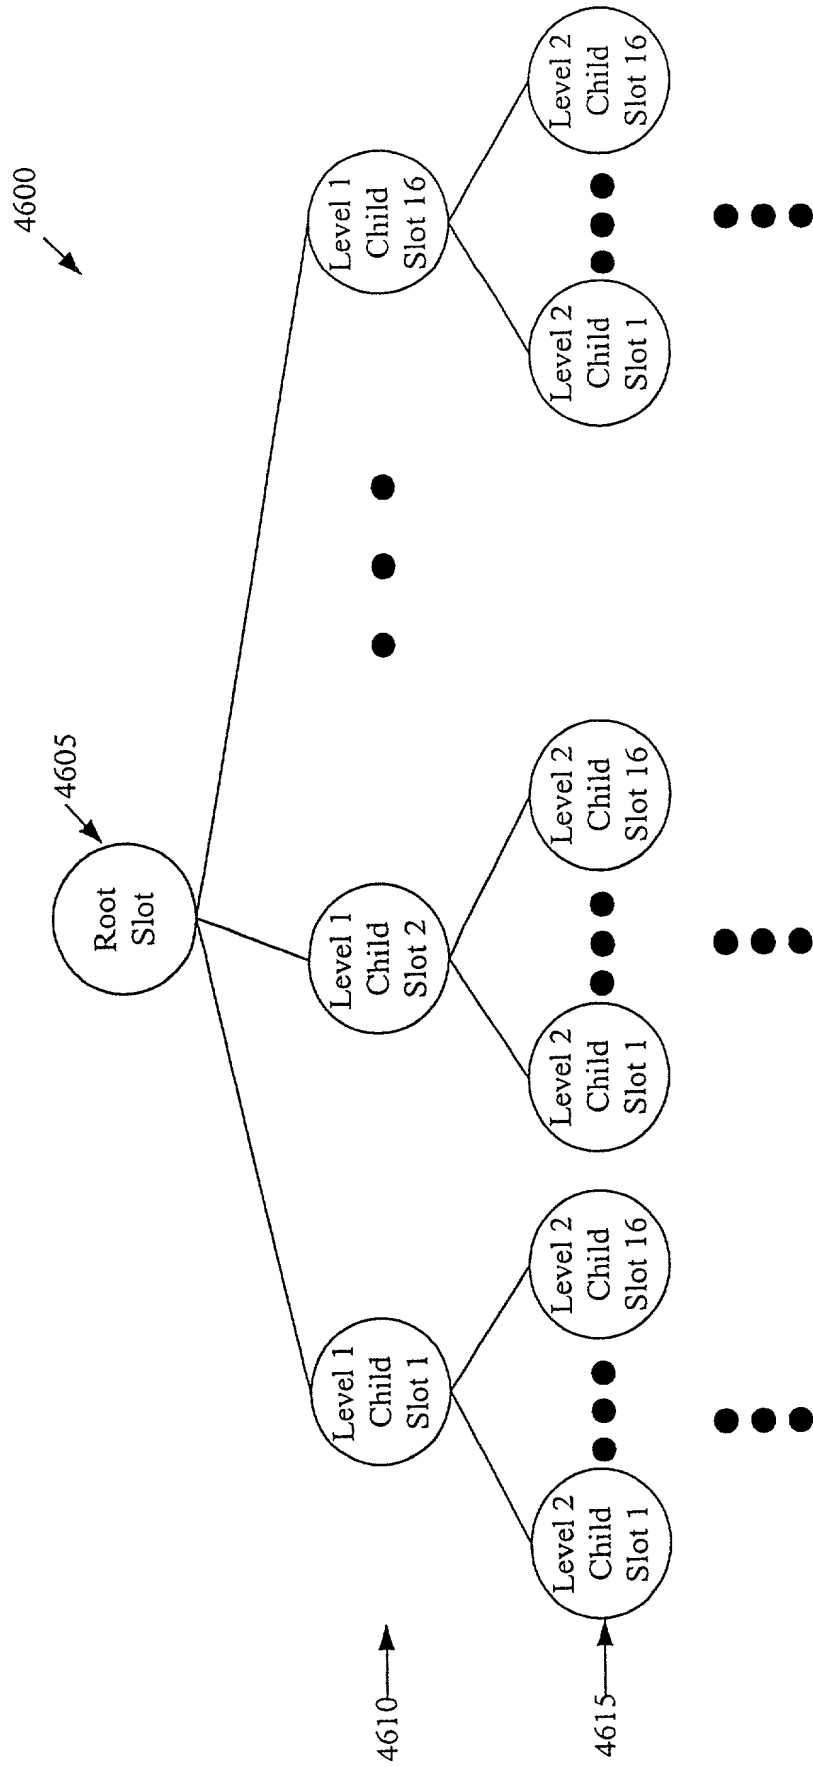 4600
4605
Root
Slot
4610
Level 1
Child
Slot 1
Level 1
Child
Slot 2
Level 1
Child
Slot 16
4615
Level 2
Child
Slot 1
Level 2
Child
Slot 16
Level 2
Child
Slot 1
Level 2
Child
Slot 16
Level 2
Child
Slot 1
Level 2
Child
Slot 16